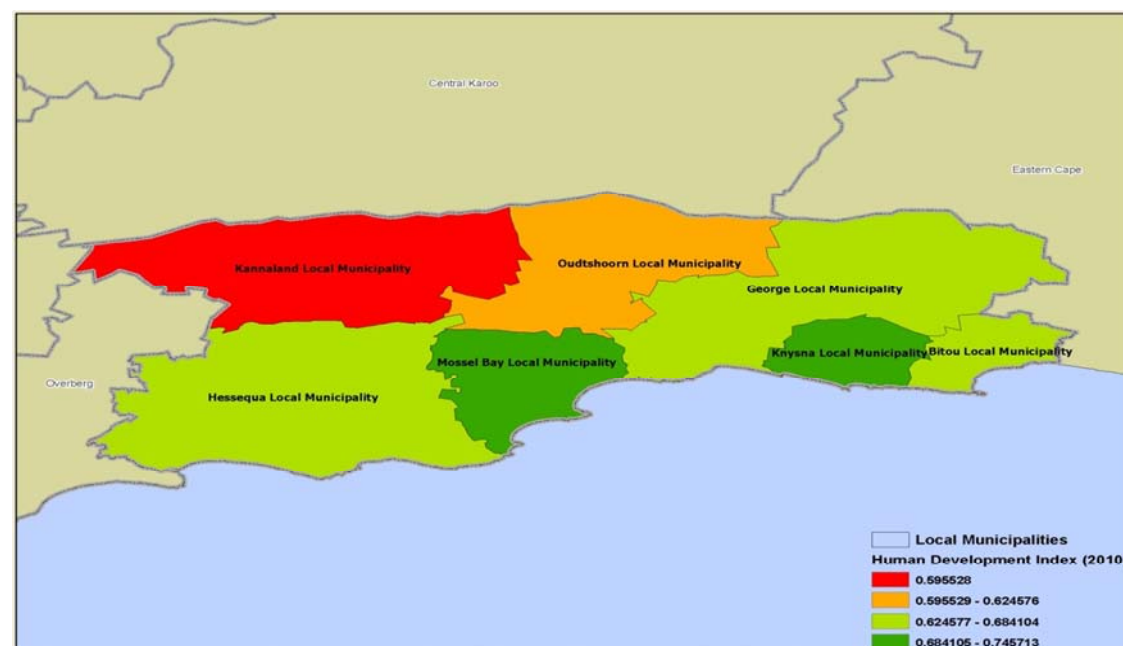 Central Karoo
Eastern Cape
Kannaland Local Municipality
Oudtshoorn Local Municipality
George Local Municipality
Mossel Bay Local Municipality
Knysna Local Municipality
Bitou Local Municipality
Overberg
Hessequa Local Municipality
Local Municipalities
Human Development Index (2010
0.595528
0.595529 - 0.624576
0.624577 - 0.684104
0.684105 - 0.745713